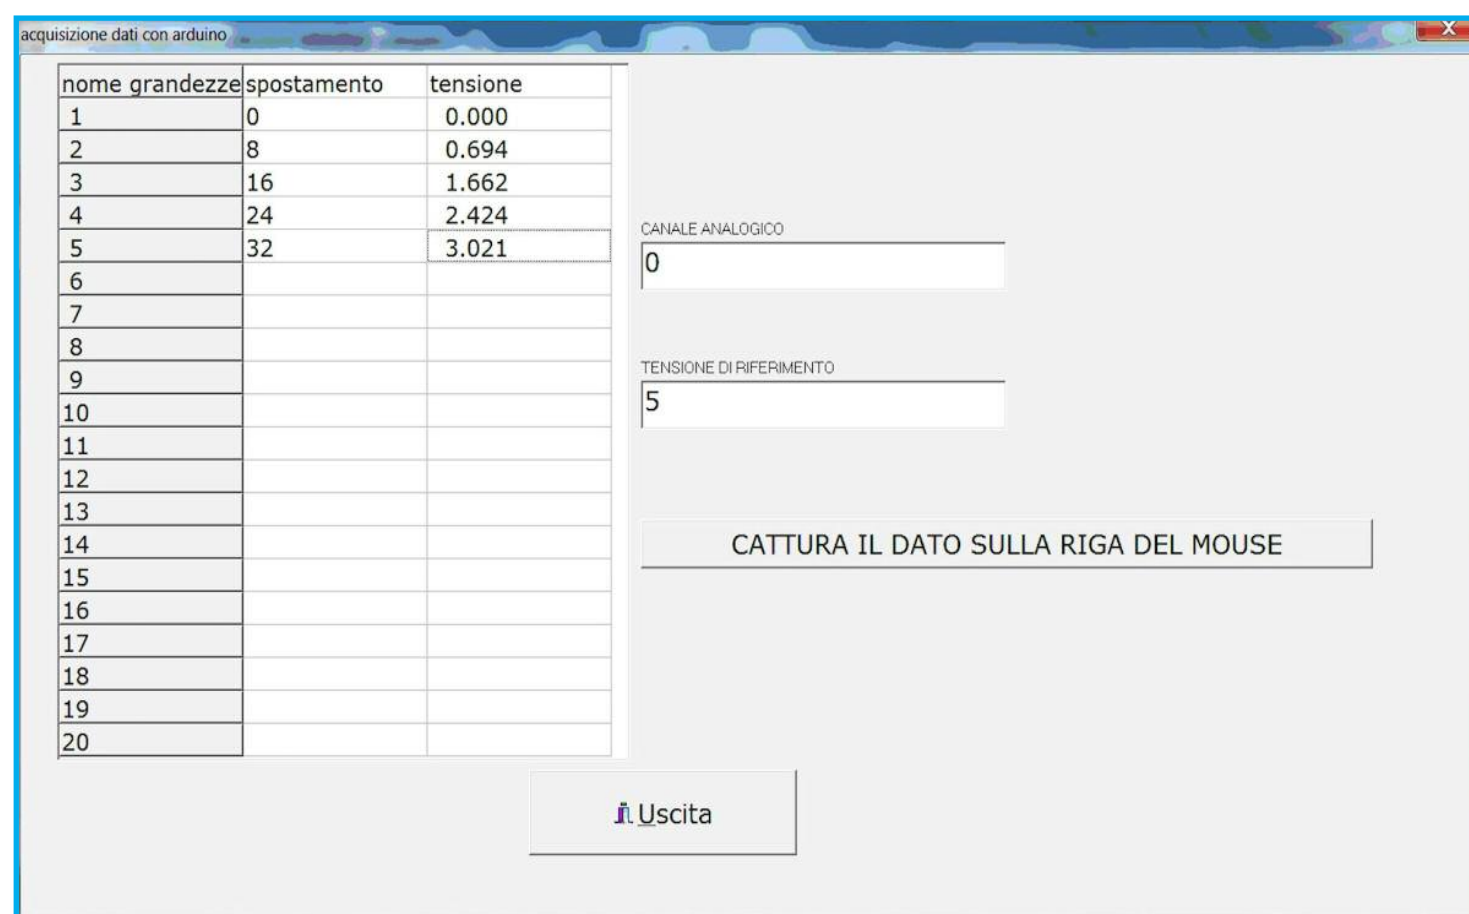 acquisizione dati con arduino
X
nome grandezze spostamento tensione
1 0 0.000
2 8 0.694
3 16 1.662
4 24 2.424
5 32 3.021
6
7
8
9
10
11
12
13
14
15
16
17
18
19
20
CANALE ANALOGICO
0
TENSIONE DI RIFERIMENTO
5
CATTURA IL DATO SULLA RIGA DEL MOUSE
Uscita